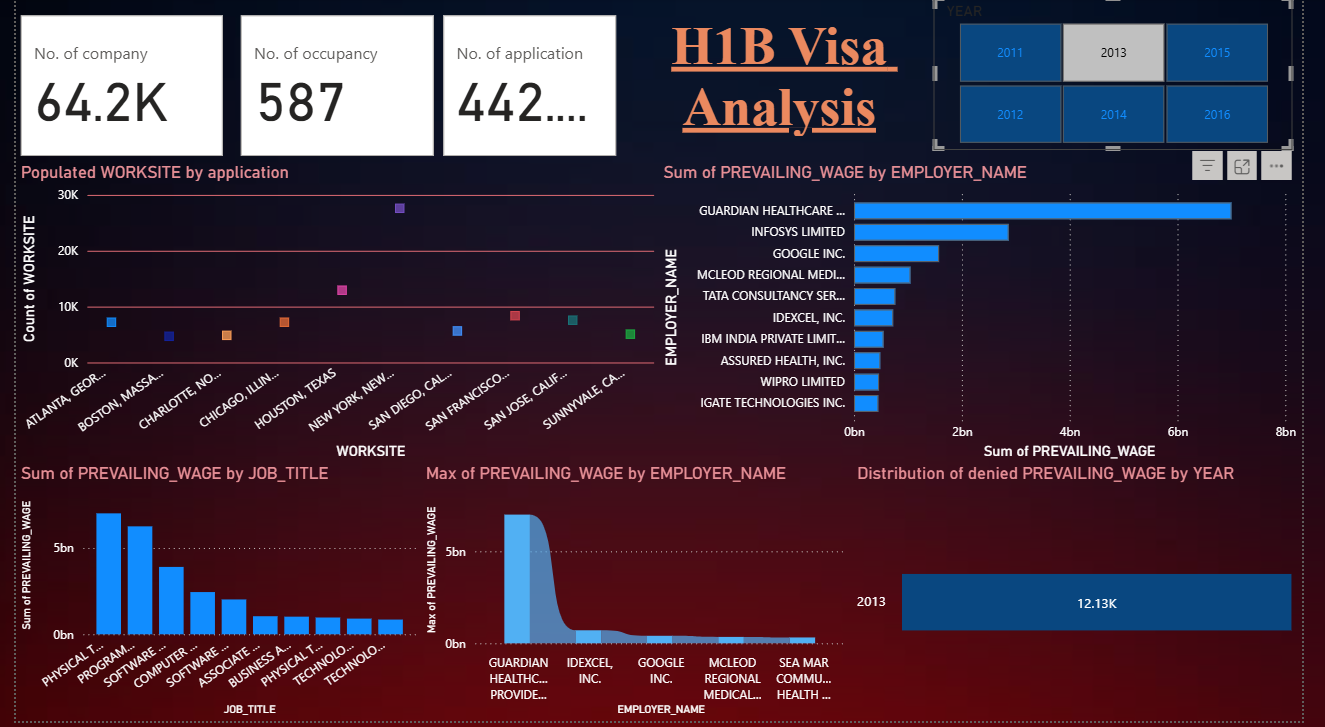 No. of company
64.2K
No. of occupancy
587
No. of application
442....
H1B Visa
Analysis
YEAR
2011
2013
2015
2012
2014
2016
Populated WORKSITE by application
Count of WORKSITE
30K
20K
10K
0K
ATLANTA, GEOR...
BOSTON, MASSA...
CHARLOTTE, NO...
CHICAGO, ILLIN...
HOUSTON, TEXAS
NEW YORK, NEW...
SAN DIEGO, CAL...
SAN FRANCISCO...
SAN JOSE, CALIF...
SUNNYVALE, CA...
WORKSITE
Sum of PREVAILING_WAGE by EMPLOYER_NAME
EMPLOYER_NAME
GUARDIAN HEALTHCARE ...
INFOSYS LIMITED
GOOGLE INC.
MCLEOD REGIONAL MEDI...
TATA CONSULTANCY SER...
IDEXCEL, INC.
IBM INDIA PRIVATE LIMIT...
ASSURED HEALTH, INC.
WIPRO LIMITED
IGATE TECHNOLOGIES INC.
0bn
2bn
4bn
6bn
8bn
Sum of PREVAILING_WAGE
Sum of PREVAILING_WAGE by JOB_TITLE
Sum of PREVAILING_WAGE
5bn
0bn
PHYSICAL T...
PROGRAM...
SOFTWARE ...
COMPUTER ...
SOFTWARE ...
ASSOCIATE ...
BUSINESS A...
PHYSICAL T...
TECHNOLO...
TECHNOLO...
JOB_TITLE
Max of PREVAILING_WAGE by EMPLOYER_NAME
Max of PREVAILING_WAGE
5bn
0bn
GUARDIAN
HEALTHC...
PROVIDE...
IDEXCEL,
INC.
GOOGLE
INC.
MCLEOD
REGIONAL
MEDICAL...
SEA MAR
COMMU...
HEALTH ...
EMPLOYER_NAME
Distribution of denied PREVAILING_WAGE by YEAR
2013
12.13K